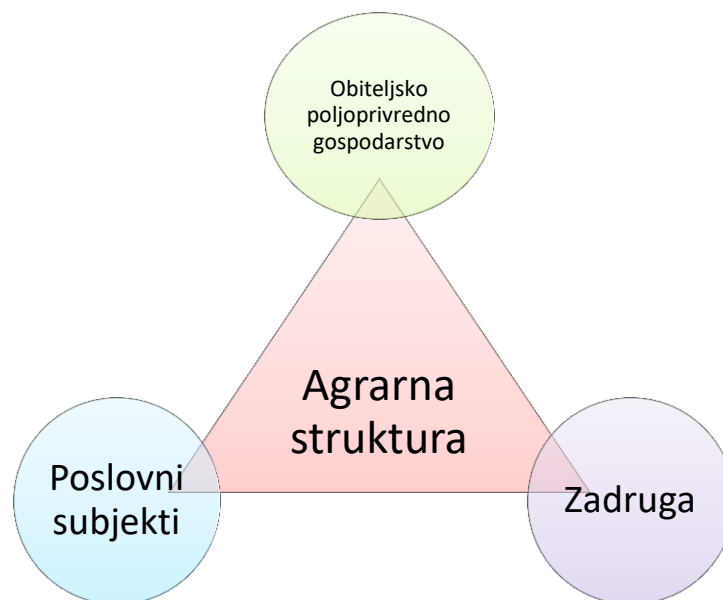 Obiteljsko
poljoprivredno
gospodarstvo
Agrarna
struktura
Poslovni
subjekti
Zadruga